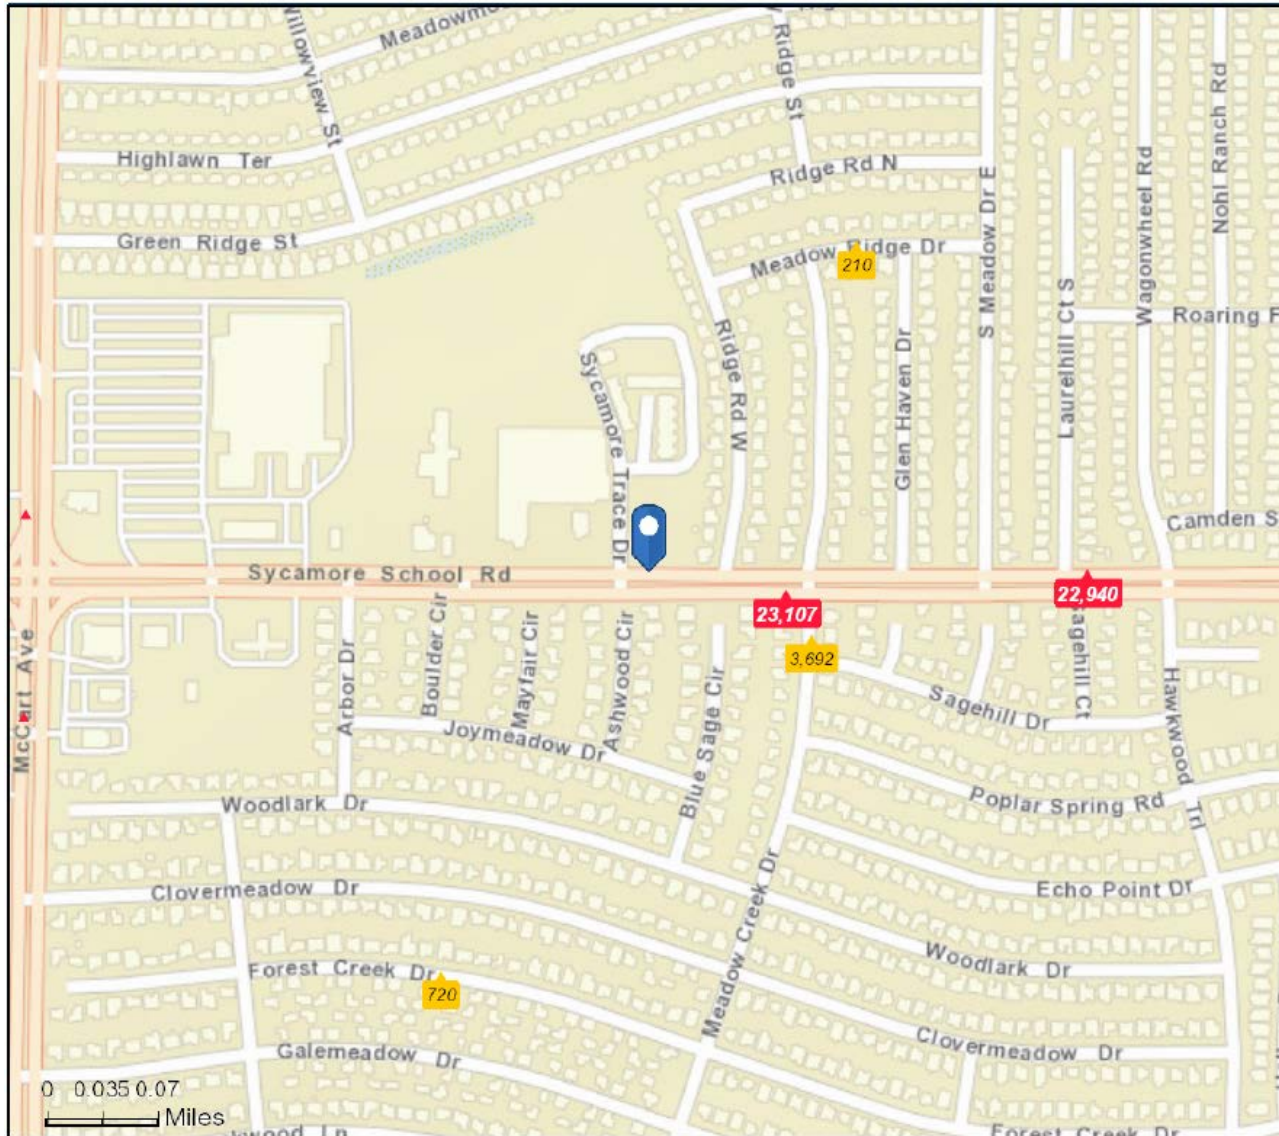 Willowview St
Meadowmo
Ridge St
Highlawn Ter
Ridge Rd N
Green Ridge St
Meadow Ridge Dr
210
S Meadow Dr E
Wagonwheel Rd
Nohl Ranch Rd
Laurelhill Ct S
Roaring F
Sycamore Trace Dr
Ridge Rd W
Glen Haven Dr
Camden S
Sycamore School Rd
23,107
22,940
3,692
McCart Ave
Arbor Dr
Boulder Cir
Mayfair Cir
Ashwood Cir
Blue Sage Cir
Sagehill Dr
Sagehill Ct
Hawkwood Trl
Joymeadow Dr
Woodlark Dr
Poplar Spring Rd
Clovermeadow Dr
Echo Point Dr
Meadow Creek Dr
Woodlark Dr
Forest Creek Dr
720
Galemeadow Dr
Clovermeadow Dr
0 0.035 0.07
Miles
kwood Ln
Forest Creek Dr